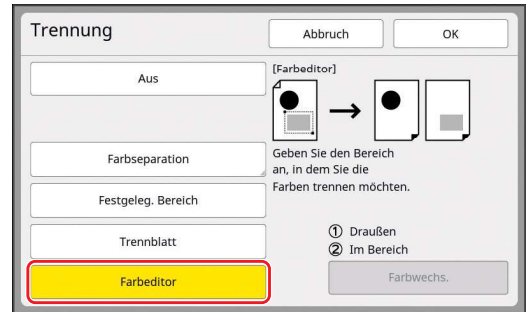 Trennung
Abbruch
OK
Aus
Farbseparation
Festgeleg. Bereich
Trennblatt
Farbeditor
[Farbeditor]
Geben Sie den Bereich
an, in dem Sie die
Farben trennen möchten.
① Draußen
② Im Bereich
Farbwechs.